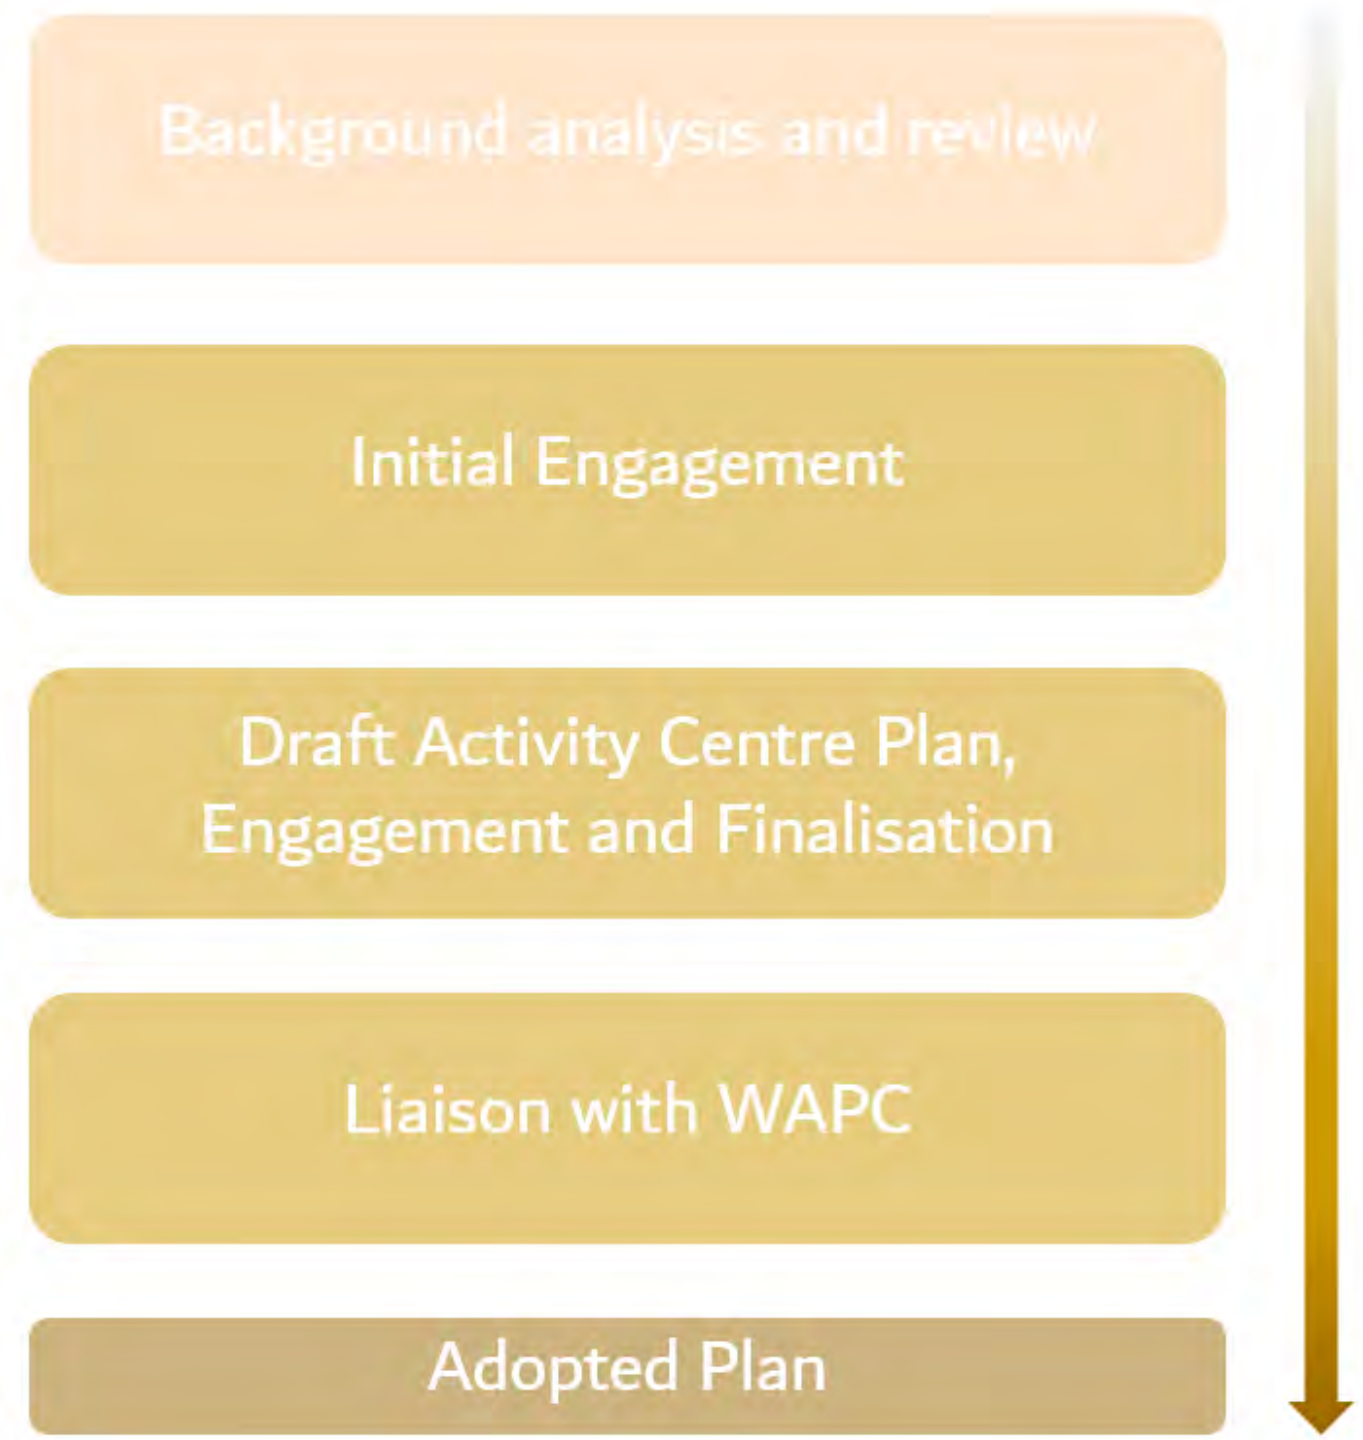 Background analysis and review
Initial Engagement
Draft Activity Centre Plan,
Engagement and Finalisation
Liaison with WAPC
Adopted Plan